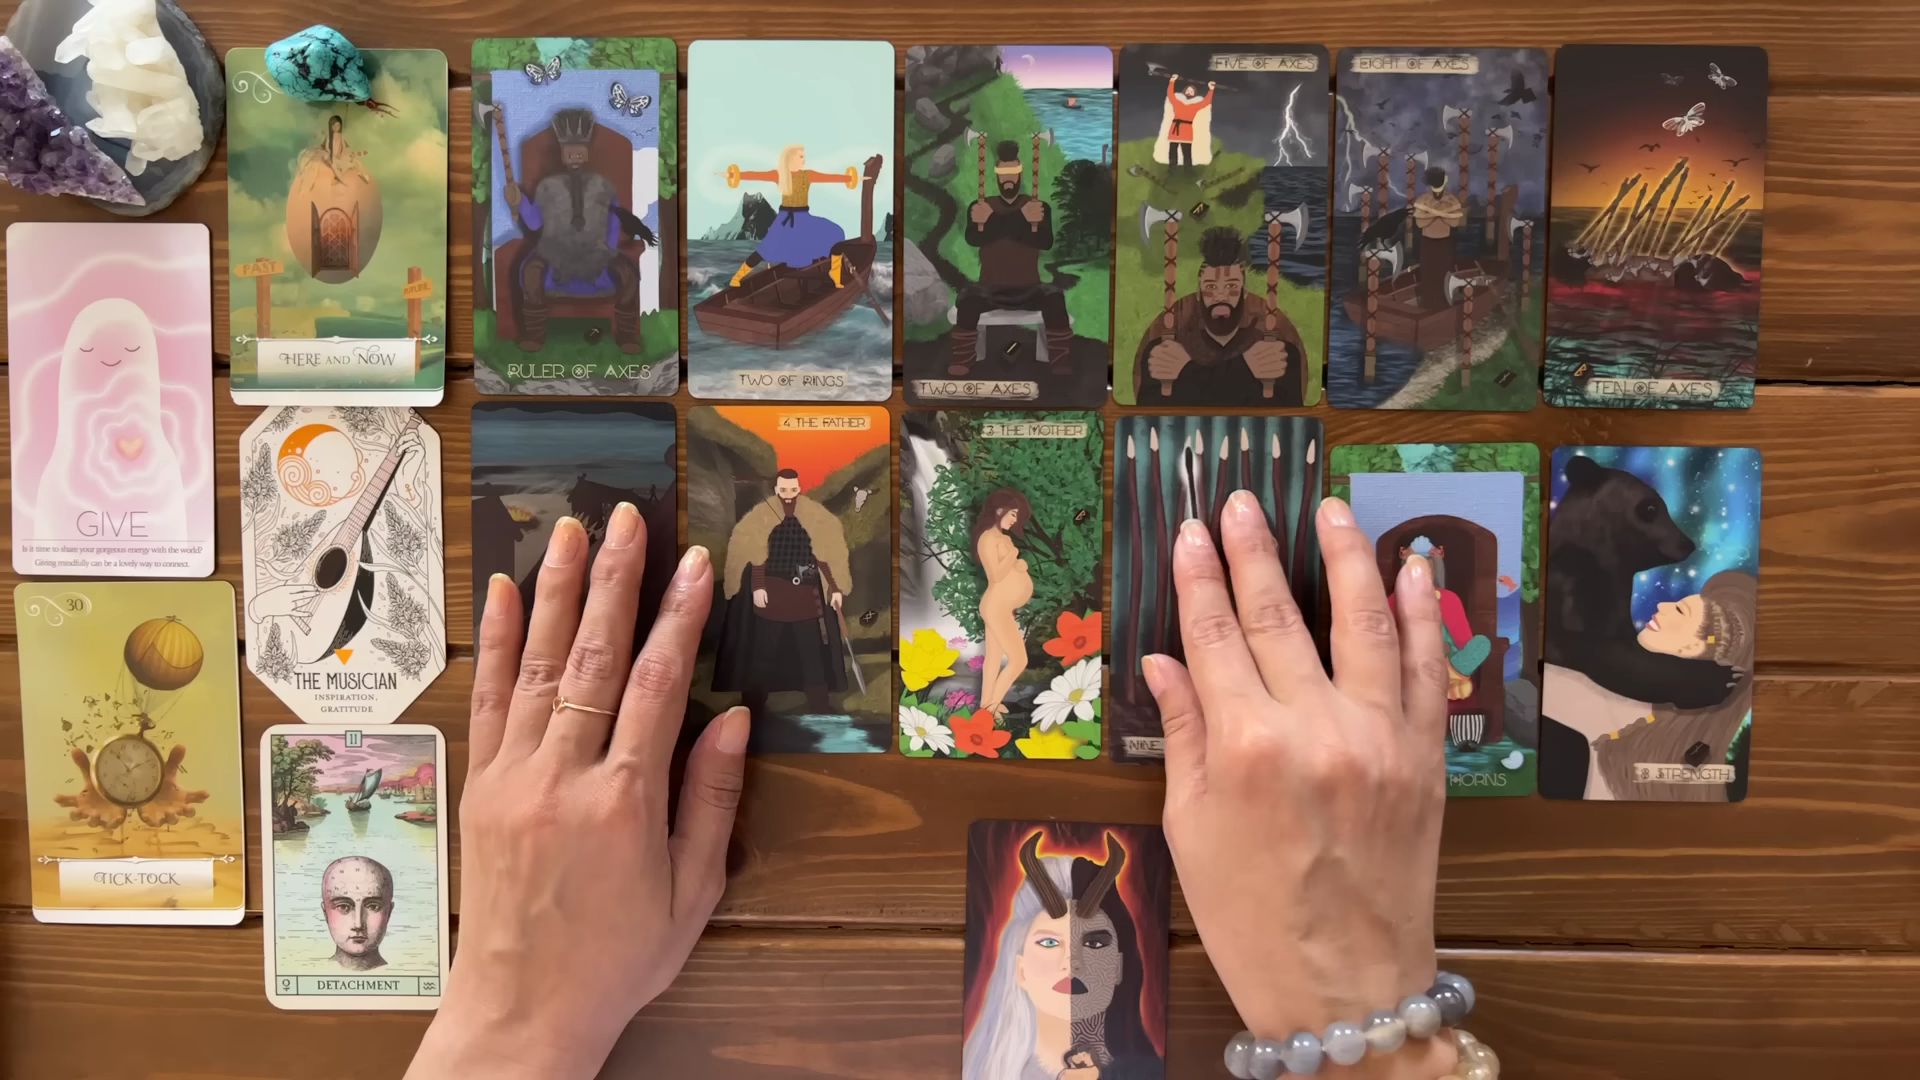 HERE AND NOW
PAST
RULER OF AXES
TWO OF RINGS
TWO OF AXES
FIVE OF AXES
EIGHT OF AXES
TEN OF AXES
GIVE
Is it time to share your gorgeous energy with the world?
Giving mindfully can be a lovely way to connect.
THE MUSICIAN
INSPIRATION,
GRATITUDE
4 THE FATHER
3 THE MOTHER
NINE
HORNS
8 STRENGTH
30
TICK-TOCK
11
DETACHMENT